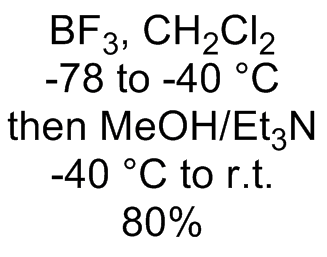 BF₃, CH₂Cl₂
-78 to -40 °C
then MeOH/Et₃N
-40 °C to r.t.
80%